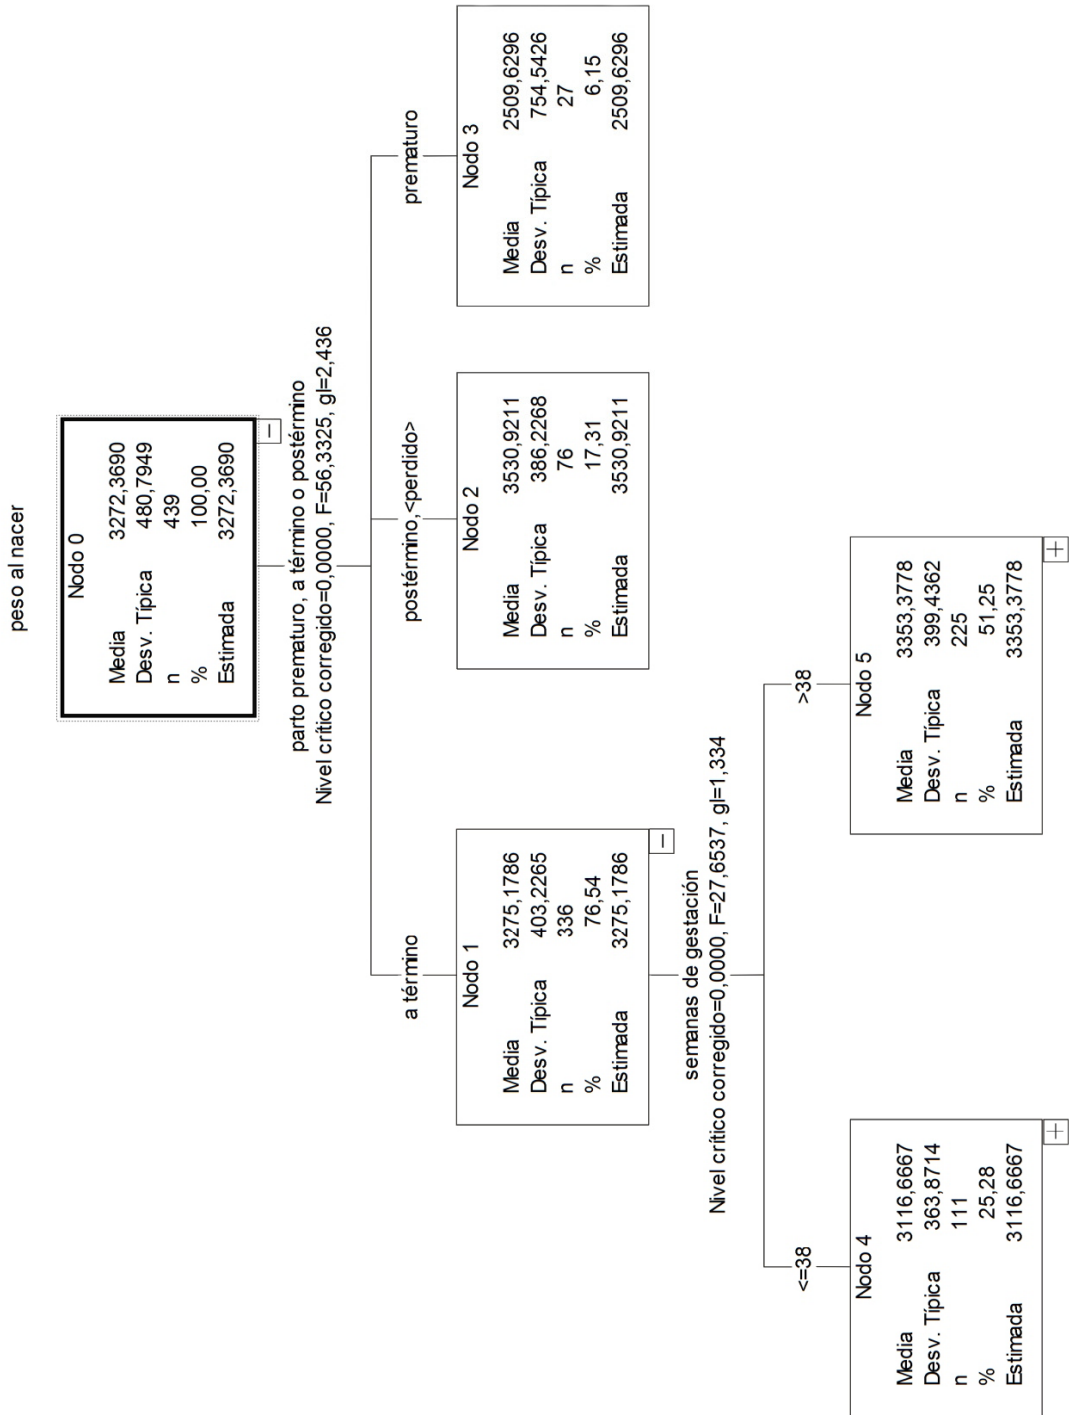 peso al nacer
Nodo 0
Media 3272,3690
Desv. Típica 480,7949
n 439
% 100,00
Estimada 3272,3690
parto prematuro, a término o postérmino
Nivel crítico corregido=0,0000, F=56,3325, gl=2,436
a término
Nodo 1
Media 3275,1786
Desv. Típica 403,2265
n 336
% 76,54
Estimada 3275,1786
postérmino,<perdido>
Nodo 2
Media 3530,9211
Desv. Típica 386,2268
n 76
% 17,31
Estimada 3530,9211
prematuro
Nodo 3
Media 2509,6296
Desv. Típica 754,5426
n 27
% 6,15
Estimada 2509,6296
semanas de gestación
Nivel crítico corregido=0,0000, F=27,6537, gl=1,334
<=38
Nodo 4
Media 3116,6667
Desv. Típica 363,8714
n 111
% 25,28
Estimada 3116,6667
>38
Nodo 5
Media 3353,3778
Desv. Típica 399,4362
n 225
% 51,25
Estimada 3353,3778